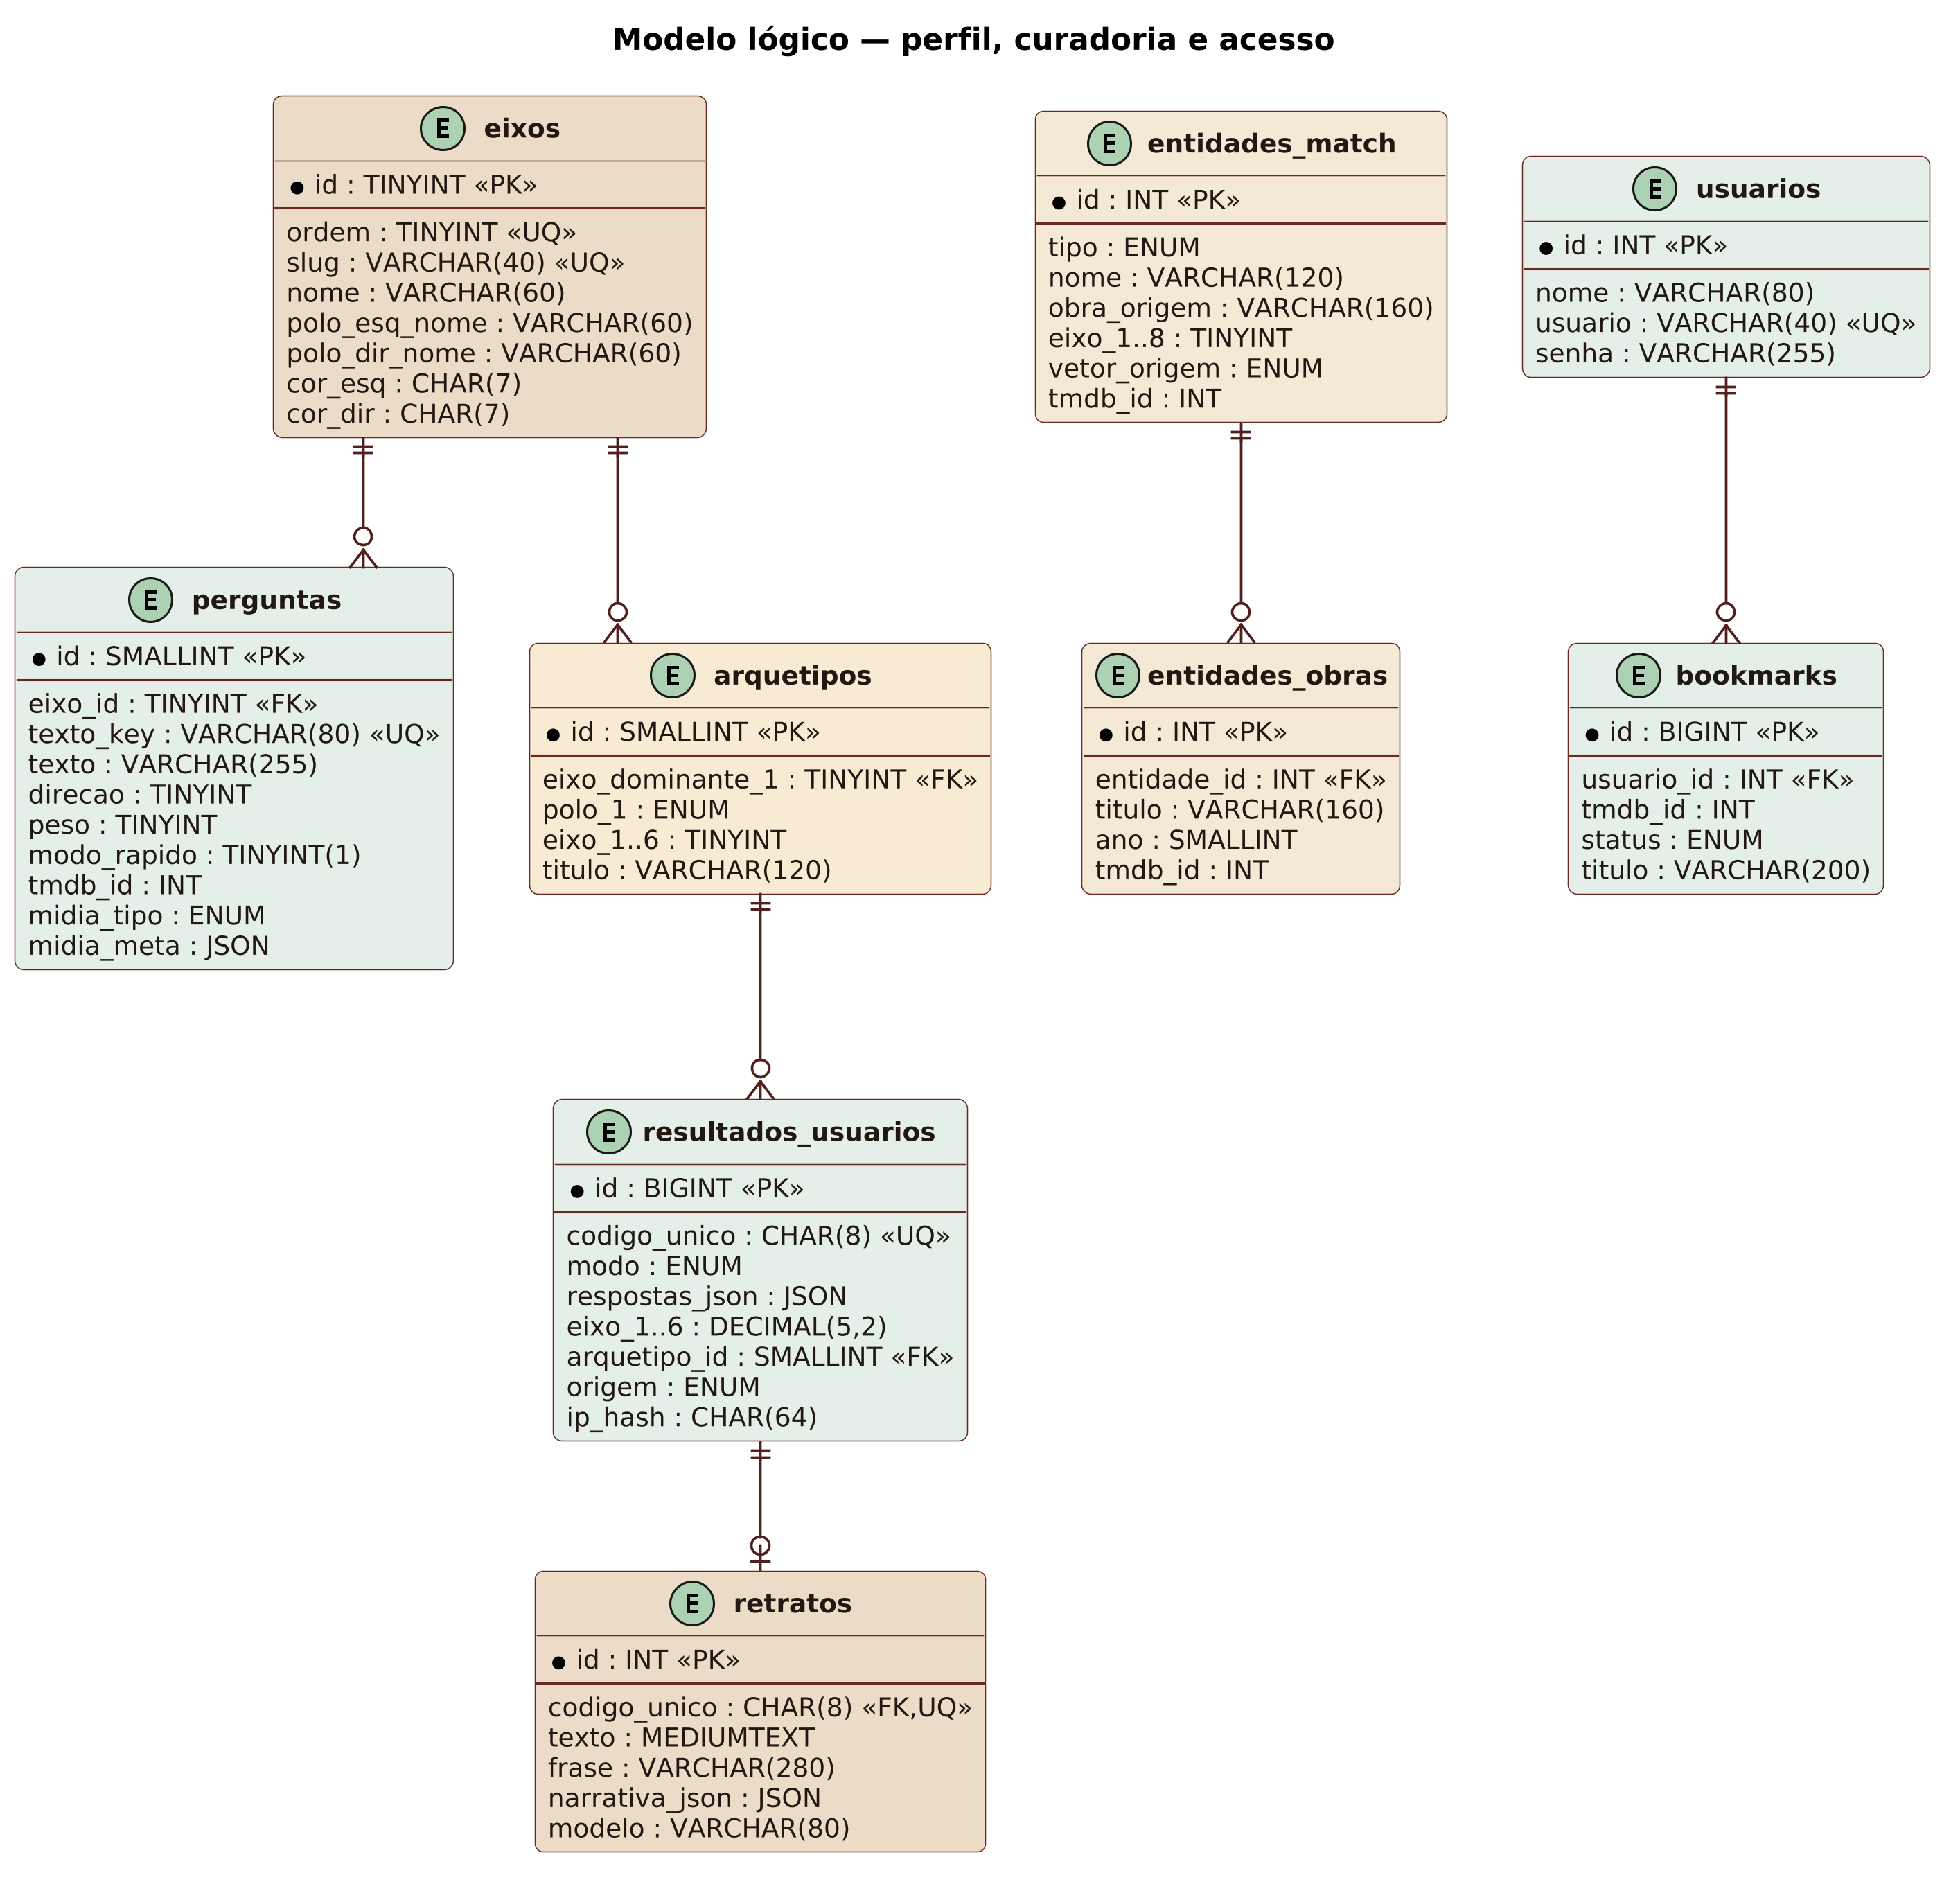 Modelo lógico — perfil, curadoria e acesso
E eixos
id : TINYINT «PK»
ordem : TINYINT «UQ»
slug : VARCHAR(40) «UQ»
nome : VARCHAR(60)
polo_esq_nome : VARCHAR(60)
polo_dir_nome : VARCHAR(60)
cor_esq : CHAR(7)
cor_dir : CHAR(7)
E entidades_match
id : INT «PK»
tipo : ENUM
nome : VARCHAR(120)
obra_origem : VARCHAR(160)
eixo_1..8 : TINYINT
vetor_origem : ENUM
tmdb_id : INT
E usuarios
id : INT «PK»
nome : VARCHAR(80)
usuario : VARCHAR(40) «UQ»
senha : VARCHAR(255)
E perguntas
id : SMALLINT «PK»
eixo_id : TINYINT «FK»
texto_key : VARCHAR(80) «UQ»
texto : VARCHAR(255)
direcao : TINYINT
peso : TINYINT
modo_rapido : TINYINT(1)
tmdb_id : INT
midia_tipo : ENUM
midia_meta : JSON
E arquetipos
id : SMALLINT «PK»
eixo_dominante_1 : TINYINT «FK»
polo_1 : ENUM
eixo_1..6 : TINYINT
titulo : VARCHAR(120)
E entidades_obras
id : INT «PK»
entidade_id : INT «FK»
titulo : VARCHAR(160)
ano : SMALLINT
tmdb_id : INT
E bookmarks
id : BIGINT «PK»
usuario_id : INT «FK»
tmdb_id : INT
status : ENUM
titulo : VARCHAR(200)
E resultados_usuarios
id : BIGINT «PK»
codigo_unico : CHAR(8) «UQ»
modo : ENUM
respostas_json : JSON
eixo_1..6 : DECIMAL(5,2)
arquetipo_id : SMALLINT «FK»
origem : ENUM
ip_hash : CHAR(64)
E retratos
id : INT «PK»
codigo_unico : CHAR(8) «FK,UQ»
texto : MEDIUMTEXT
frase : VARCHAR(280)
narrativa_json : JSON
modelo : VARCHAR(80)